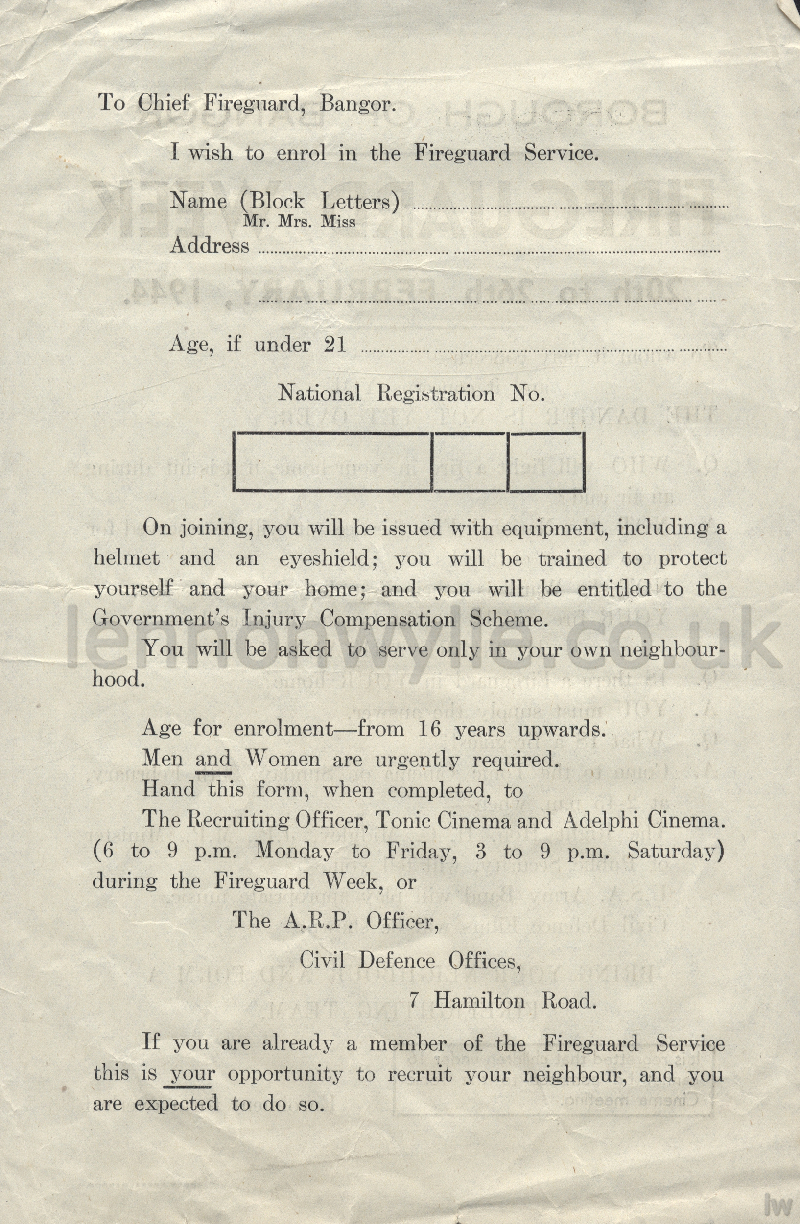 To Chief Fireguard, Bangor.
I wish to enrol in the Fireguard Service.
Name (Block Letters) ........................................
Mr. Mrs. Miss
Address ........................................
........................................
Age, if under 21 ........................................
National Registration No.
On joining, you will be issued with equipment, including a
helmet and an eyeshield; you will be trained to protect
yourself and your home; and you will be entitled to the
Government's Injury Compensation Scheme.
lennonwylie.co.uk
You will be asked to serve only in your own neighbour-
hood.
Age for enrolment—from 16 years upwards.
Men and Women are urgently required.
Hand this form, when completed, to
The Recruiting Officer, Tonic Cinema and Adelphi Cinema.
(6 to 9 p.m. Monday to Friday, 3 to 9 p.m. Saturday)
during the Fireguard Week, or
The A.R.P. Officer,
Civil Defence Offices,
7 Hamilton Road.
If you are already a member of the Fireguard Service
this is your opportunity to recruit your neighbour, and you
are expected to do so.
lw